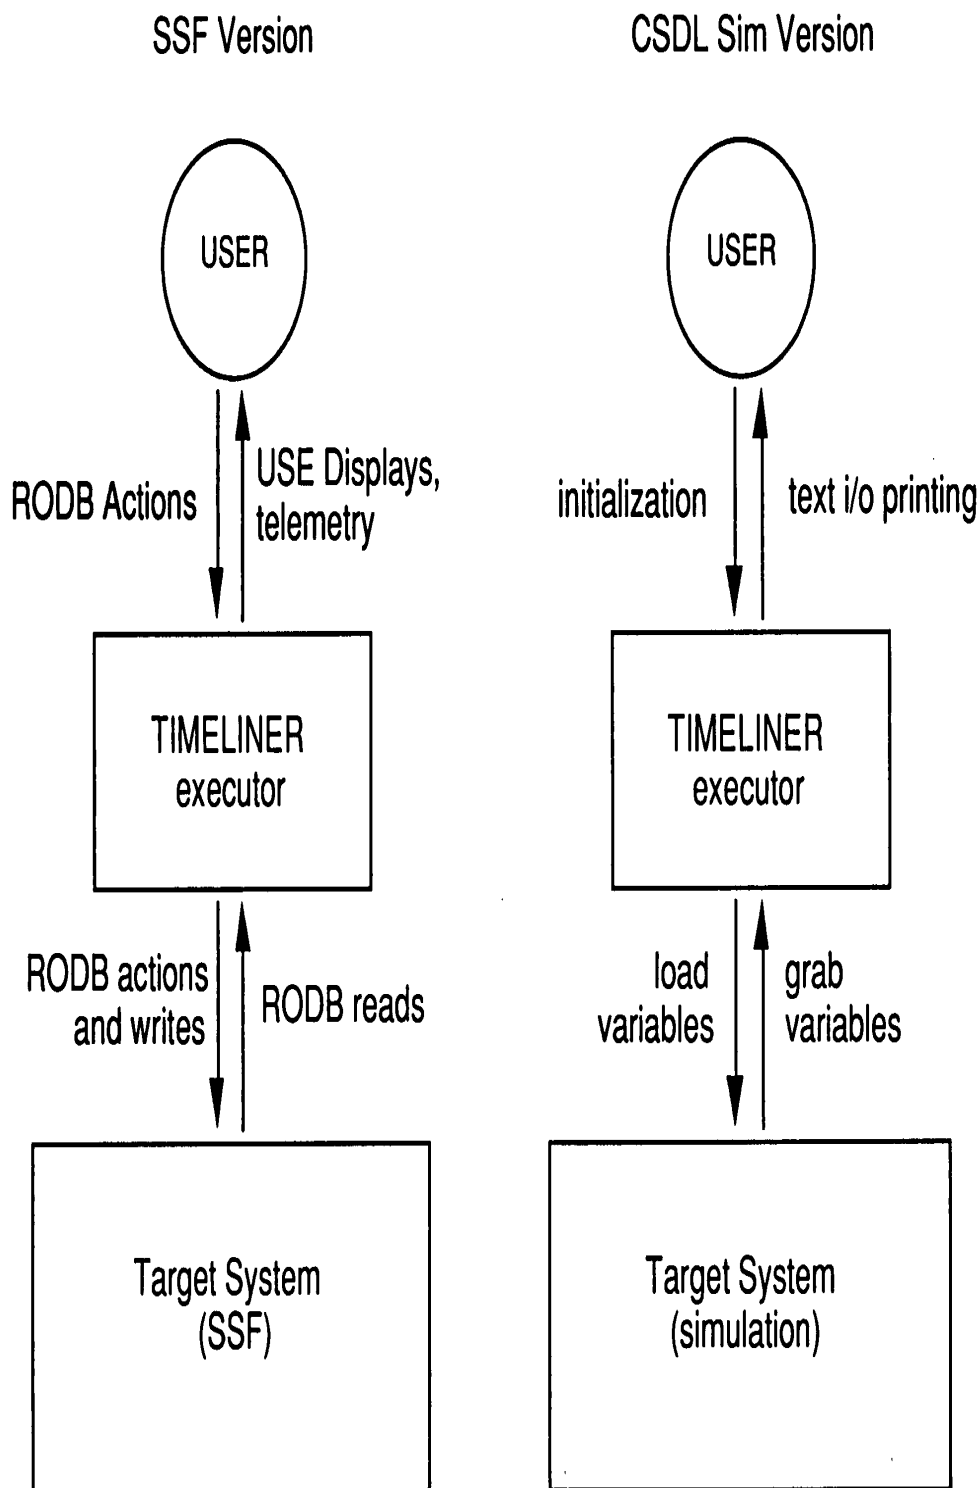 SSF Version
USER
RODB Actions
USE Displays,
telemetry
TIMELINER
executor
RODB actions
and writes
RODB reads
Target System
(SSF)
CSDL Sim Version
USER
initialization
text i/o printing
TIMELINER
executor
load
variables
grab
variables
Target System
(simulation)